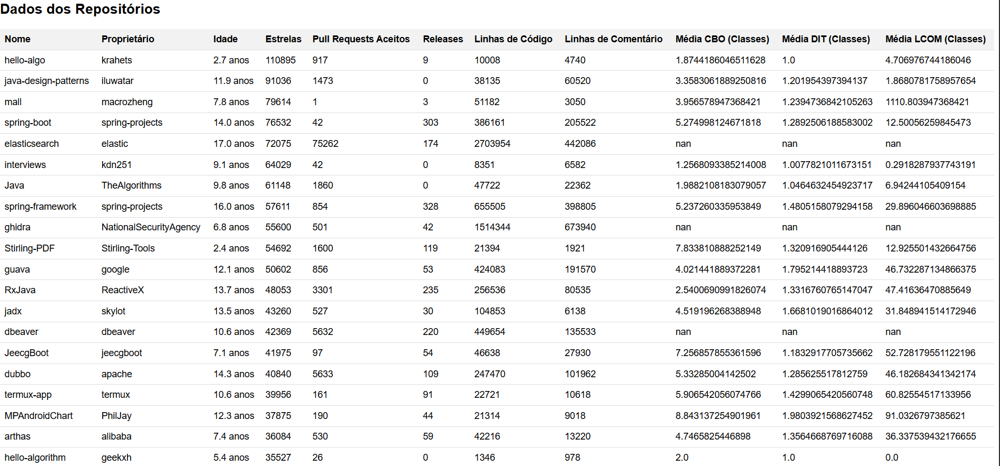 Dados dos Repositórios
Nome Proprietário Idade Estrelas Pull Requests Aceitos Releases Linhas de Código Linhas de Comentário Média CBO (Classes) Média DIT (Classes) Média LCOM (Classes)
hello-algo krahets 2.7 anos 110895 917 9 10008 4740 1.8744186046511628 1.0 4.706976744186046
java-design-patterns iluwatar 11.9 anos 91036 1473 0 38135 60520 3.3583061889250816 1.201954397394137 1.8680781758957654
mall macrozheng 7.8 anos 79614 1 3 51182 3050 3.956578947368421 1.2394736842105263 1110.803947368421
spring-boot spring-projects 14.0 anos 76532 42 303 386161 205522 5.274998124671818 1.2892506188583002 12.50056259845473
elasticsearch elastic 17.0 anos 72075 75262 174 2703954 442086 nan nan nan
interviews kdn251 9.1 anos 64029 42 0 8351 6582 1.2568093385214008 1.0077821011673151 0.2918287937743191
Java TheAlgorithms 9.8 anos 61148 1860 0 47722 22362 1.9882108183079057 1.0464632454923717 6.94244105409154
spring-framework spring-projects 16.0 anos 57611 854 328 655505 398805 5.237260335953849 1.4805158079294158 29.896046603698885
ghidra NationalSecurityAgency 6.8 anos 55600 501 42 1514344 673940 nan nan nan
Stirling-PDF Stirling-Tools 2.4 anos 54692 1600 119 21394 1921 7.833810888252149 1.320916905444126 12.925501432664756
guava google 12.1 anos 50602 856 53 424083 191570 4.021441889372281 1.795214418893723 46.732287134866375
RxJava ReactiveX 13.7 anos 48053 3301 235 256536 80535 2.5400690991826074 1.3316760765147047 47.41636470885649
jadx skylot 13.5 anos 43260 527 30 104853 6138 4.519196268388948 1.6681019016864012 31.848941514172946
dbeaver dbeaver 10.6 anos 42369 5632 220 449654 135533 nan nan nan
JeecgBoot jeecgboot 7.1 anos 41975 97 54 46638 27930 7.256857855361596 1.1832917705735662 52.728179551122196
dubbo apache 14.3 anos 40840 5633 109 247470 101962 5.33285004142502 1.285625517812759 46.182684341342174
termux-app termux 10.6 anos 39956 161 91 22721 10618 5.906542056074766 1.4299065420560748 60.82554517133956
MPAndroidChart PhilJay 12.3 anos 37875 190 44 21314 9018 8.843137254901961 1.9803921568627452 91.0326797385621
arthas alibaba 7.4 anos 36084 530 59 42216 13220 4.7465825446898 1.3564668769716088 36.337539432176655
hello-algorithm geekxh 5.4 anos 35527 26 0 1346 978 2.0 1.0 0.0